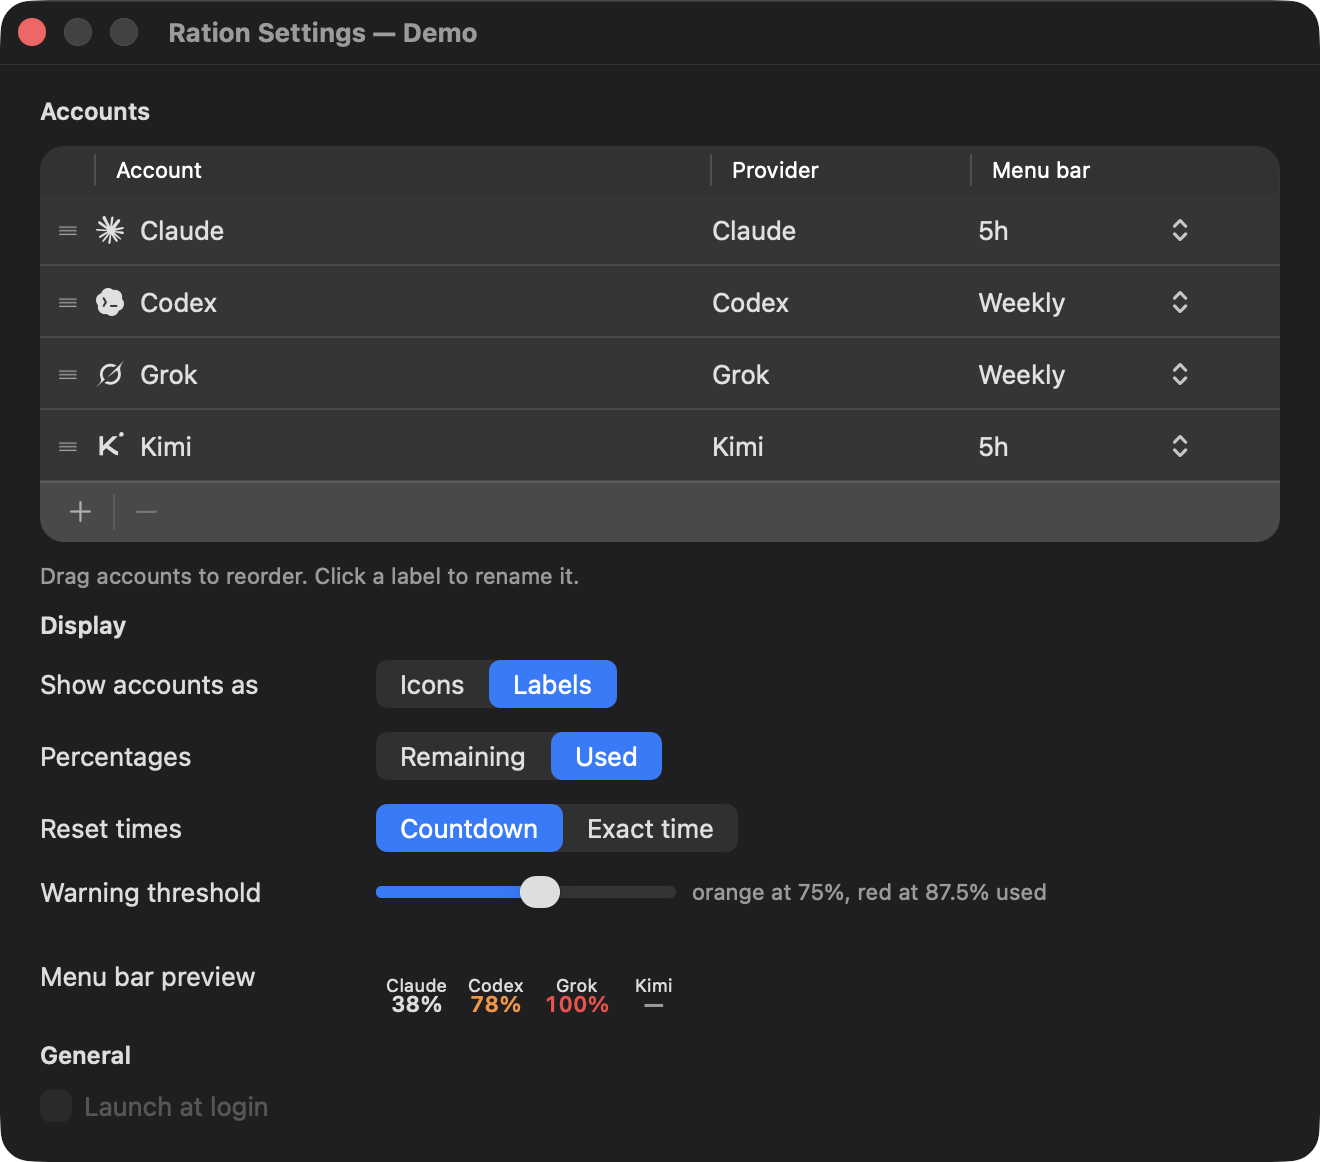 Ration Settings — Demo
Accounts
Account Provider Menu bar
Claude Claude 5h
Codex Codex Weekly
Grok Grok Weekly
Kimi Kimi 5h
Drag accounts to reorder. Click a label to rename it.
Display
Show accounts as Icons Labels
Percentages Remaining Used
Reset times Countdown Exact time
Warning threshold orange at 75%, red at 87.5% used
Menu bar preview
Claude Codex Grok Kimi
38% 78% 100% —
General
Launch at login